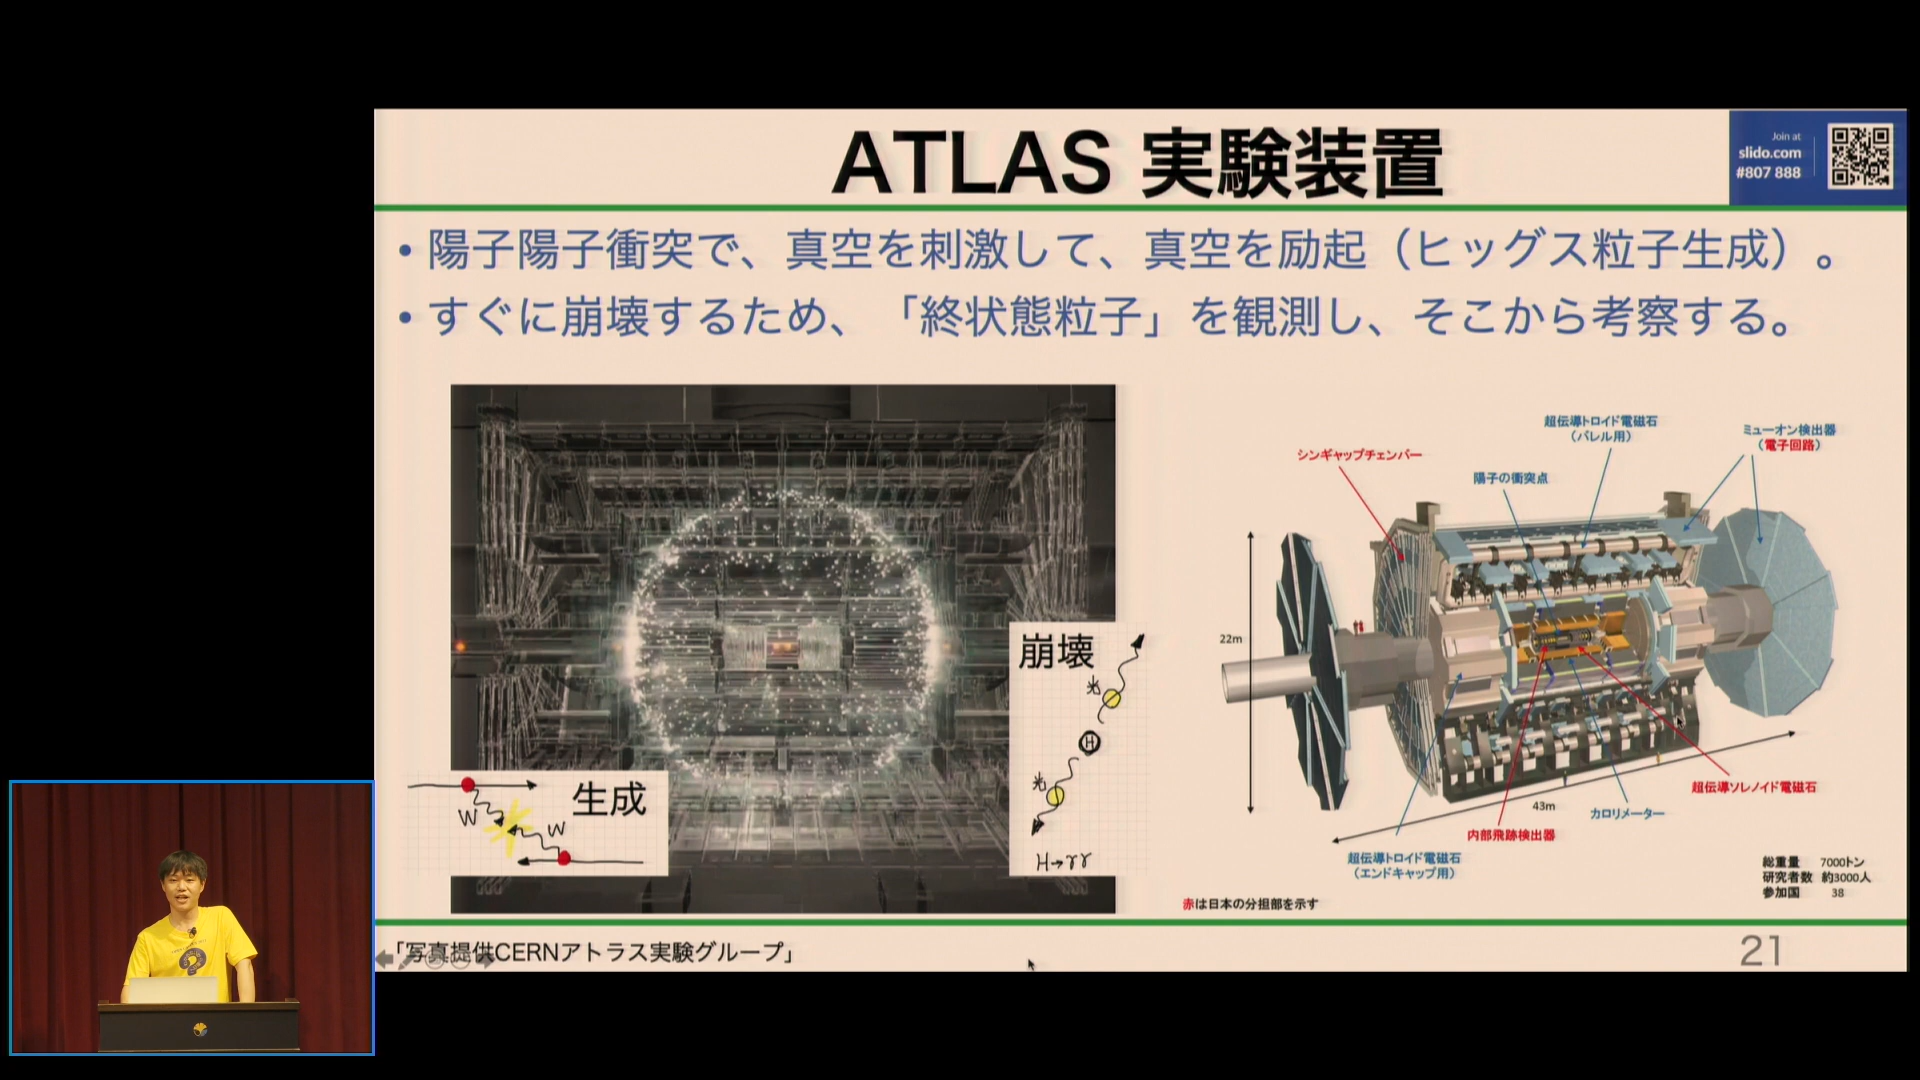 ATLAS 実験装置
Join at
slido.com
#807 888
• 陽子陽子衝突で、真空を刺激して、真空を励起（ヒッグス粒子生成）。
• すぐに崩壊するため、「終状態粒子」を観測し、そこから考察する。
生成
W
W
崩壊
光
H
光
H→γγ
超伝導トロイド電磁石
（バレル用）
ミューオン検出器
（電子回路）
シンギャップチェンバー
陽子の衝突点
22m
43m
超伝導ソレノイド電磁石
カロリメーター
内部飛跡検出器
超伝導トロイド電磁石
（エンドキャップ用）
総重量 7000トン
研究者数 約3000人
参加国 38
赤は日本の分担部を示す
「写真提供CERNアトラス実験グループ」
21